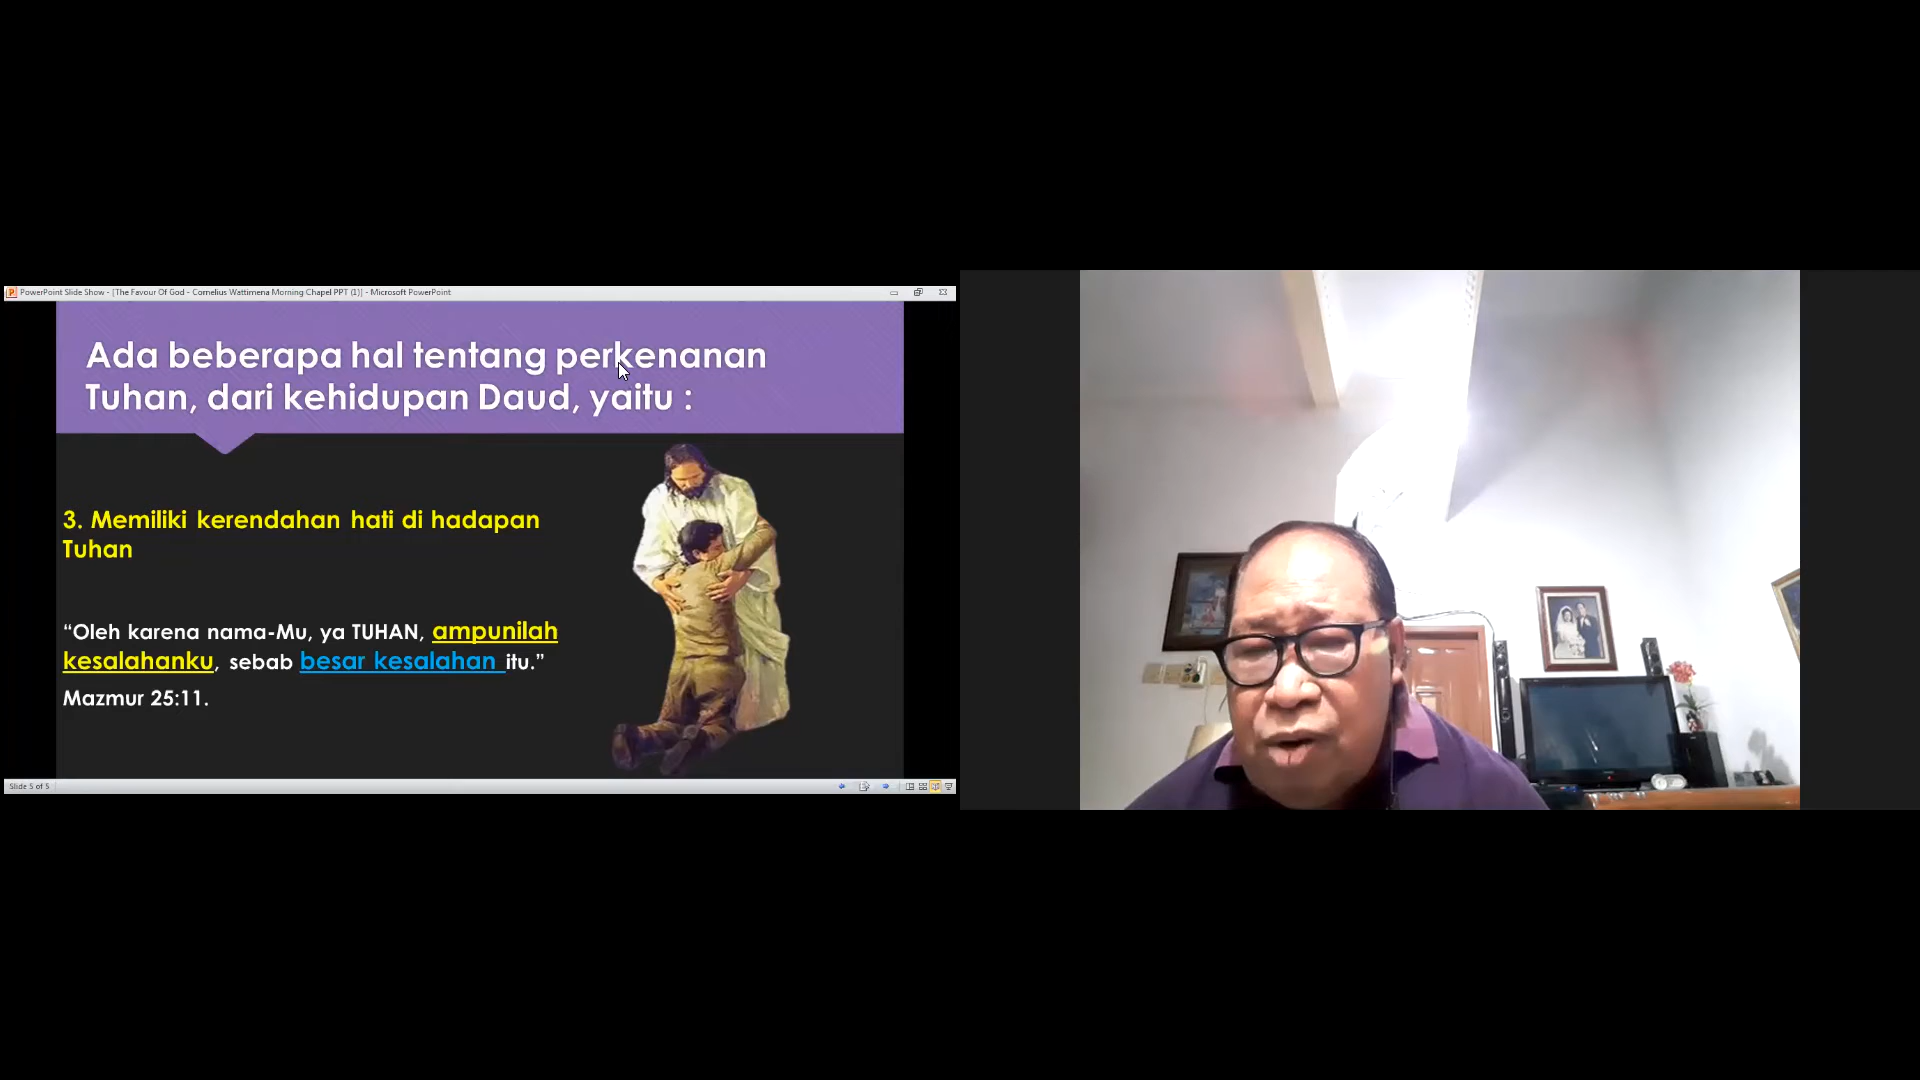 PowerPoint Slide Show - [The Favour Of God - Cornelius Wattimena Morning Chapel PPT (1)] - Microsoft PowerPoint
Ada beberapa hal tentang perkenanan
Tuhan, dari kehidupan Daud, yaitu :
3. Memiliki kerendahan hati di hadapan
Tuhan
“Oleh karena nama-Mu, ya TUHAN, ampunilah
kesalahanku, sebab besar kesalahan itu.”
Mazmur 25:11.
Slide 5 of 5